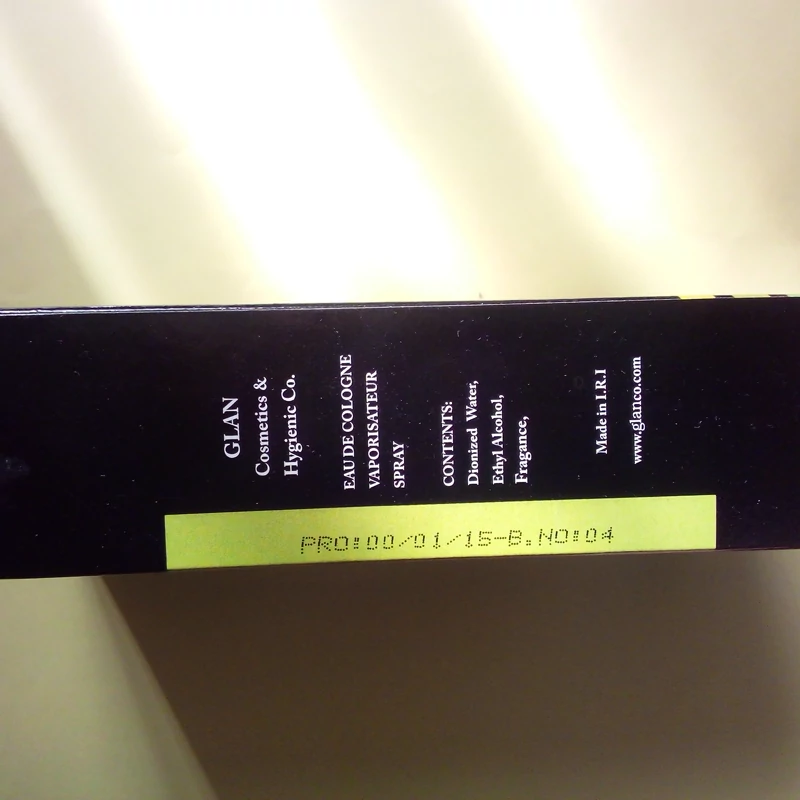 GLAN
Cosmetics &
Hygienic Co.
EAU DE COLOGNE
VAPORISATEUR
SPRAY
CONTENTS:
Dionized Water,
Ethyl Alcohol,
Fragance,
Made in I.R.I
www.glanco.com
PRO:00/01/15-B.NO:04